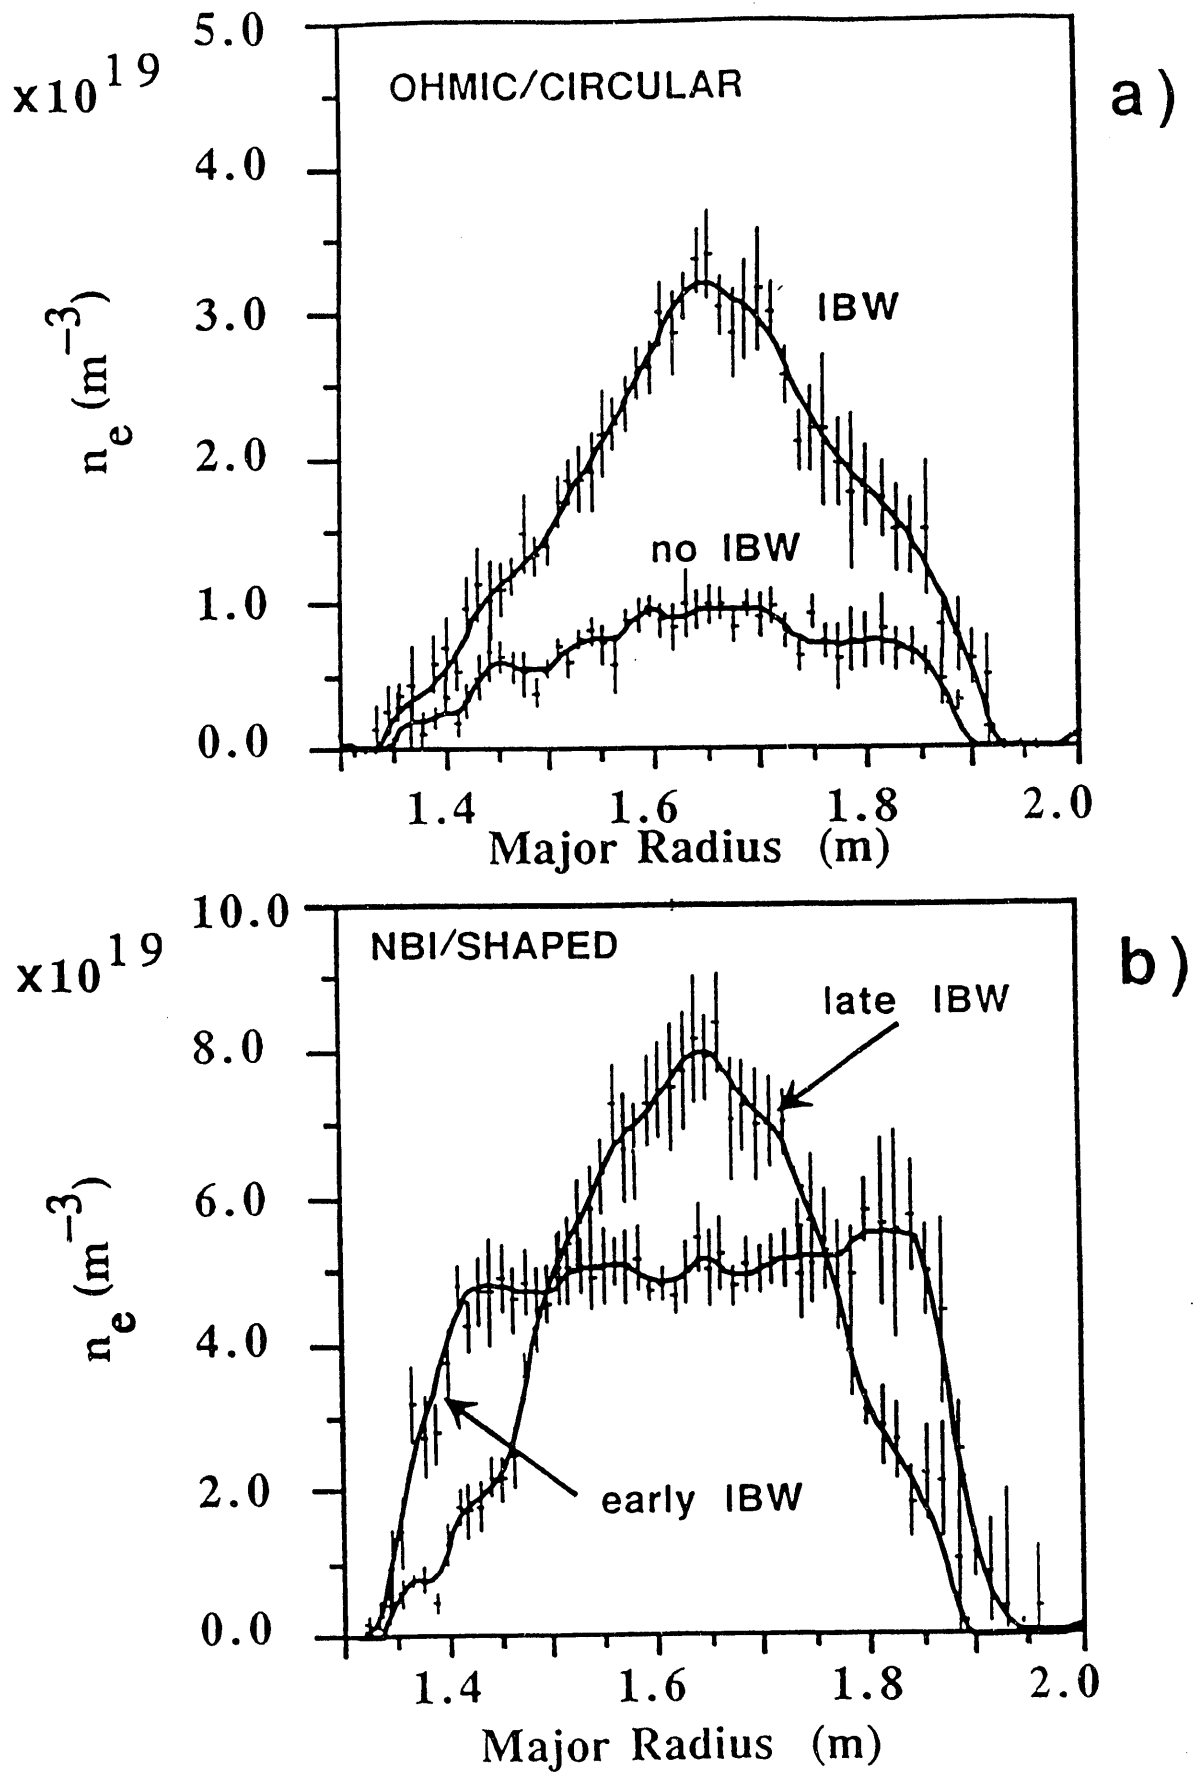 5.0
x10^19
OHMIC/CIRCULAR
a)
4.0
n_e (m^-3)
3.0
IBW
2.0
no IBW
1.0
0.0
1.4 1.6 1.8 2.0
Major Radius (m)
10.0
x10^19
NBI/SHAPED
b)
late IBW
8.0
n_e (m^-3)
6.0
4.0
2.0
early IBW
0.0
1.4 1.6 1.8 2.0
Major Radius (m)